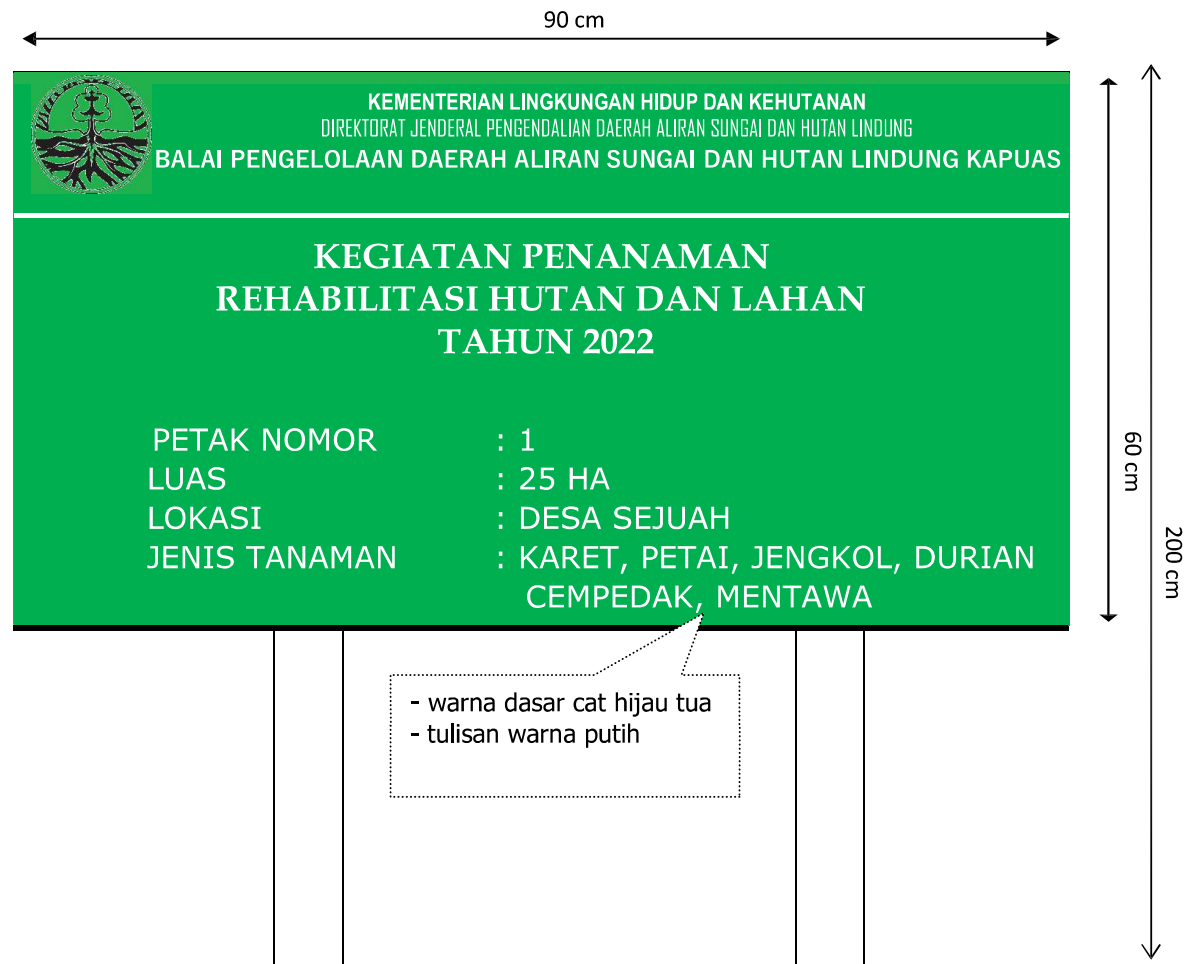 90 cm
KEMENTERIAN LINGKUNGAN HIDUP DAN KEHUTANAN
DIREKTORAT JENDERAL PENGENDALIAN DAERAH ALIRAN SUNGAI DAN HUTAN LINDUNG
BALAI PENGELOLAAN DAERAH ALIRAN SUNGAI DAN HUTAN LINDUNG KAPUAS
KEGIATAN PENANAMAN
REHABILITASI HUTAN DAN LAHAN
TAHUN 2022
PETAK NOMOR : 1
LUAS : 25 HA
LOKASI : DESA SEJUAH
JENIS TANAMAN : KARET, PETAI, JENGKOL, DURIAN
CEMPEDAK, MENTAWA
60 cm
200 cm
- warna dasar cat hijau tua
- tulisan warna putih